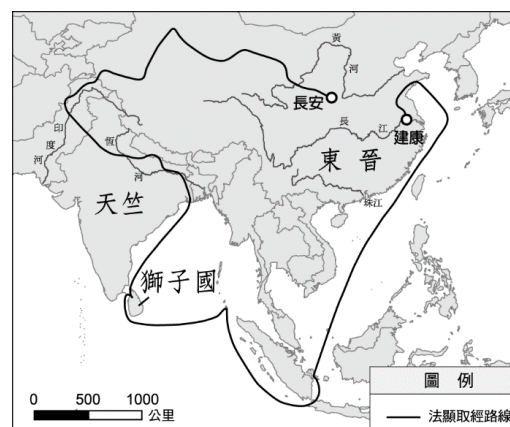 黃
河
長安
長
江
建康
印
度
河
恆
河
東晉
珠江
天竺
獅子國
0 500 1000
公里
圖 例
法顯取經路線